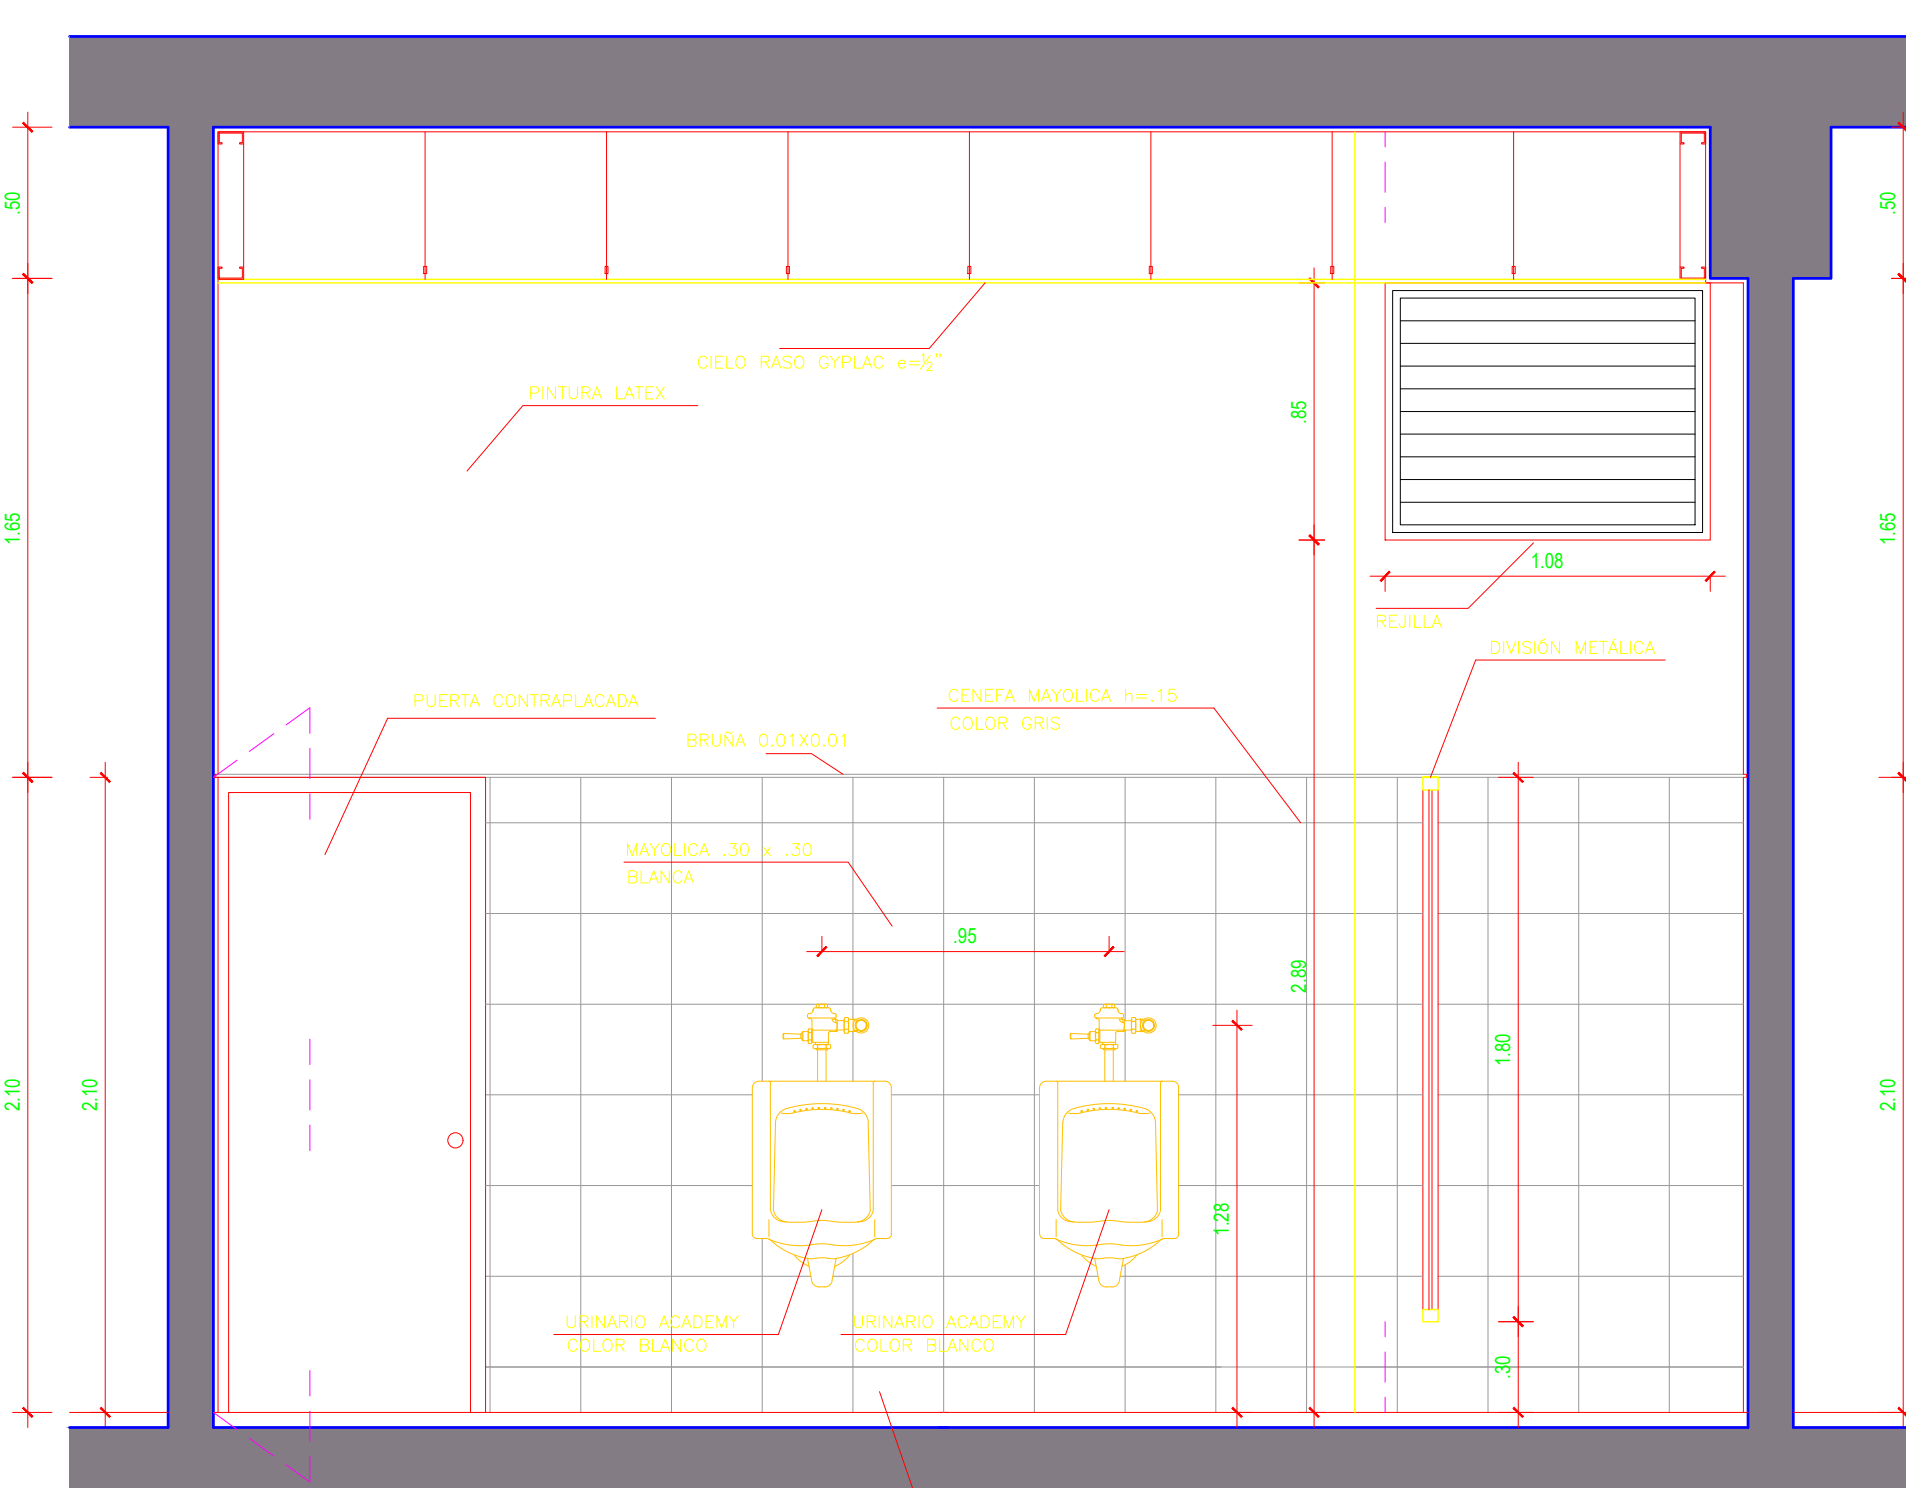 .50
.50
CIELO RASO GYPLAC e=½"
PINTURA LATEX
.85
1.65
1.65
1.08
REJILLA
DIVISIÓN METÁLICA
PUERTA CONTRAPLACADA
CENEFA MAYOLICA h=.15
COLOR GRIS
BRUÑA 0.01X0.01
MAYOLICA .30 x .30
BLANCA
.95
2.89
1.80
2.10
2.10
2.10
1.28
URINARIO ACADEMY
COLOR BLANCO
URINARIO ACADEMY
COLOR BLANCO
.30